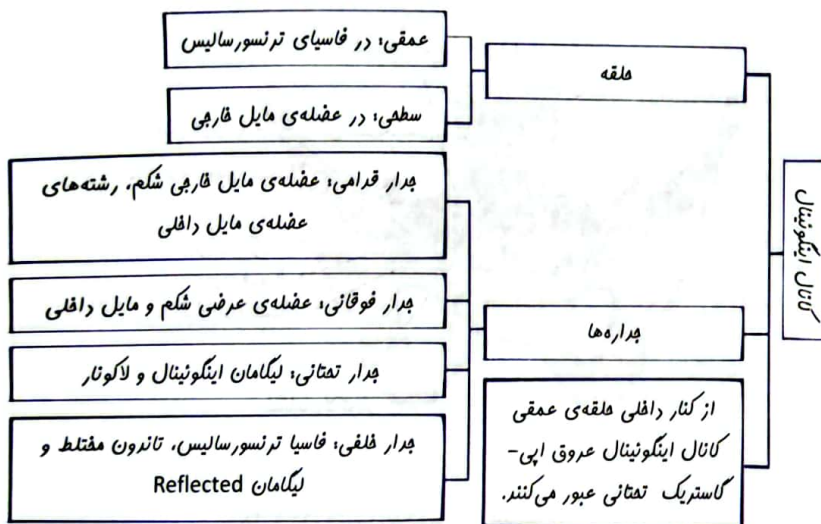 کانال اینگوئینال
حلقه
عمقی: در فاسیای ترنسورسالیس
سطحی: در عضله‌ی مایل خارجی
جداره‌ها
جدار قدامی: عضله‌ی مایل خارجی شکم، رشته‌های
عضله‌ی مایل داخلی
جدار فوقانی: عضله‌ی عرضی شکم و مایل داخلی
جدار تحتانی: لیگامان اینگوئینال و لاکونار
جدار خلفی: فاسیا ترنسورسالیس، تاندون مختلط و
لیگامان Reflected
از کنار داخلی حلقه‌ی عمقی
کانال اینگوئینال عروق اپی-
گاستریک تحتانی عبور می‌کنند.